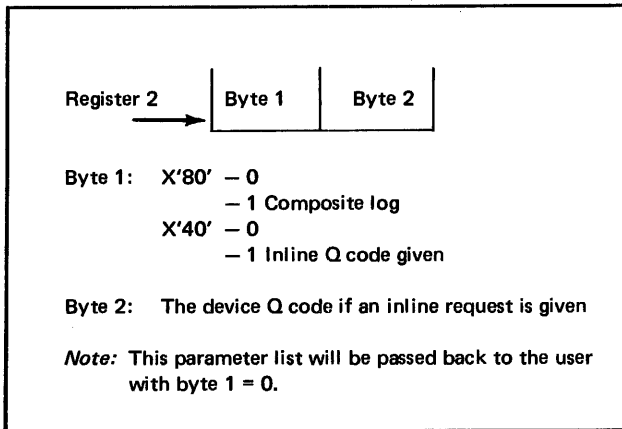 Register 2 Byte 1 Byte 2
Byte 1: X'80' – 0
– 1 Composite log
X'40' – 0
– 1 Inline Q code given
Byte 2: The device Q code if an inline request is given
Note: This parameter list will be passed back to the user
with byte 1 = 0.